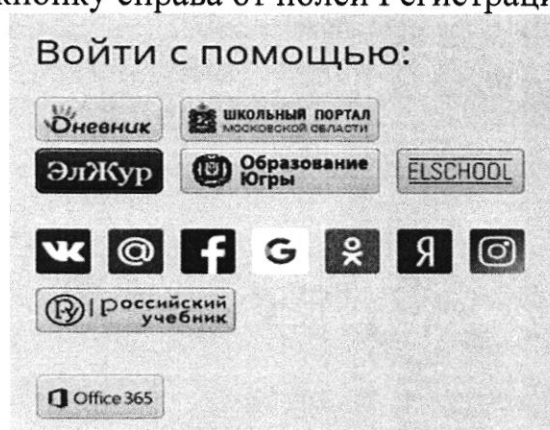 кнопку справа от полей Регистраци
Войти с помощью:
Дневник ШКОЛЬНЫЙ ПОРТАЛ
МОСКОВСКОЙ ОБЛАСТИ
ЭлЖур Образование
Югры ELSCHOOL
G Я
Российский
учебник
Office 365